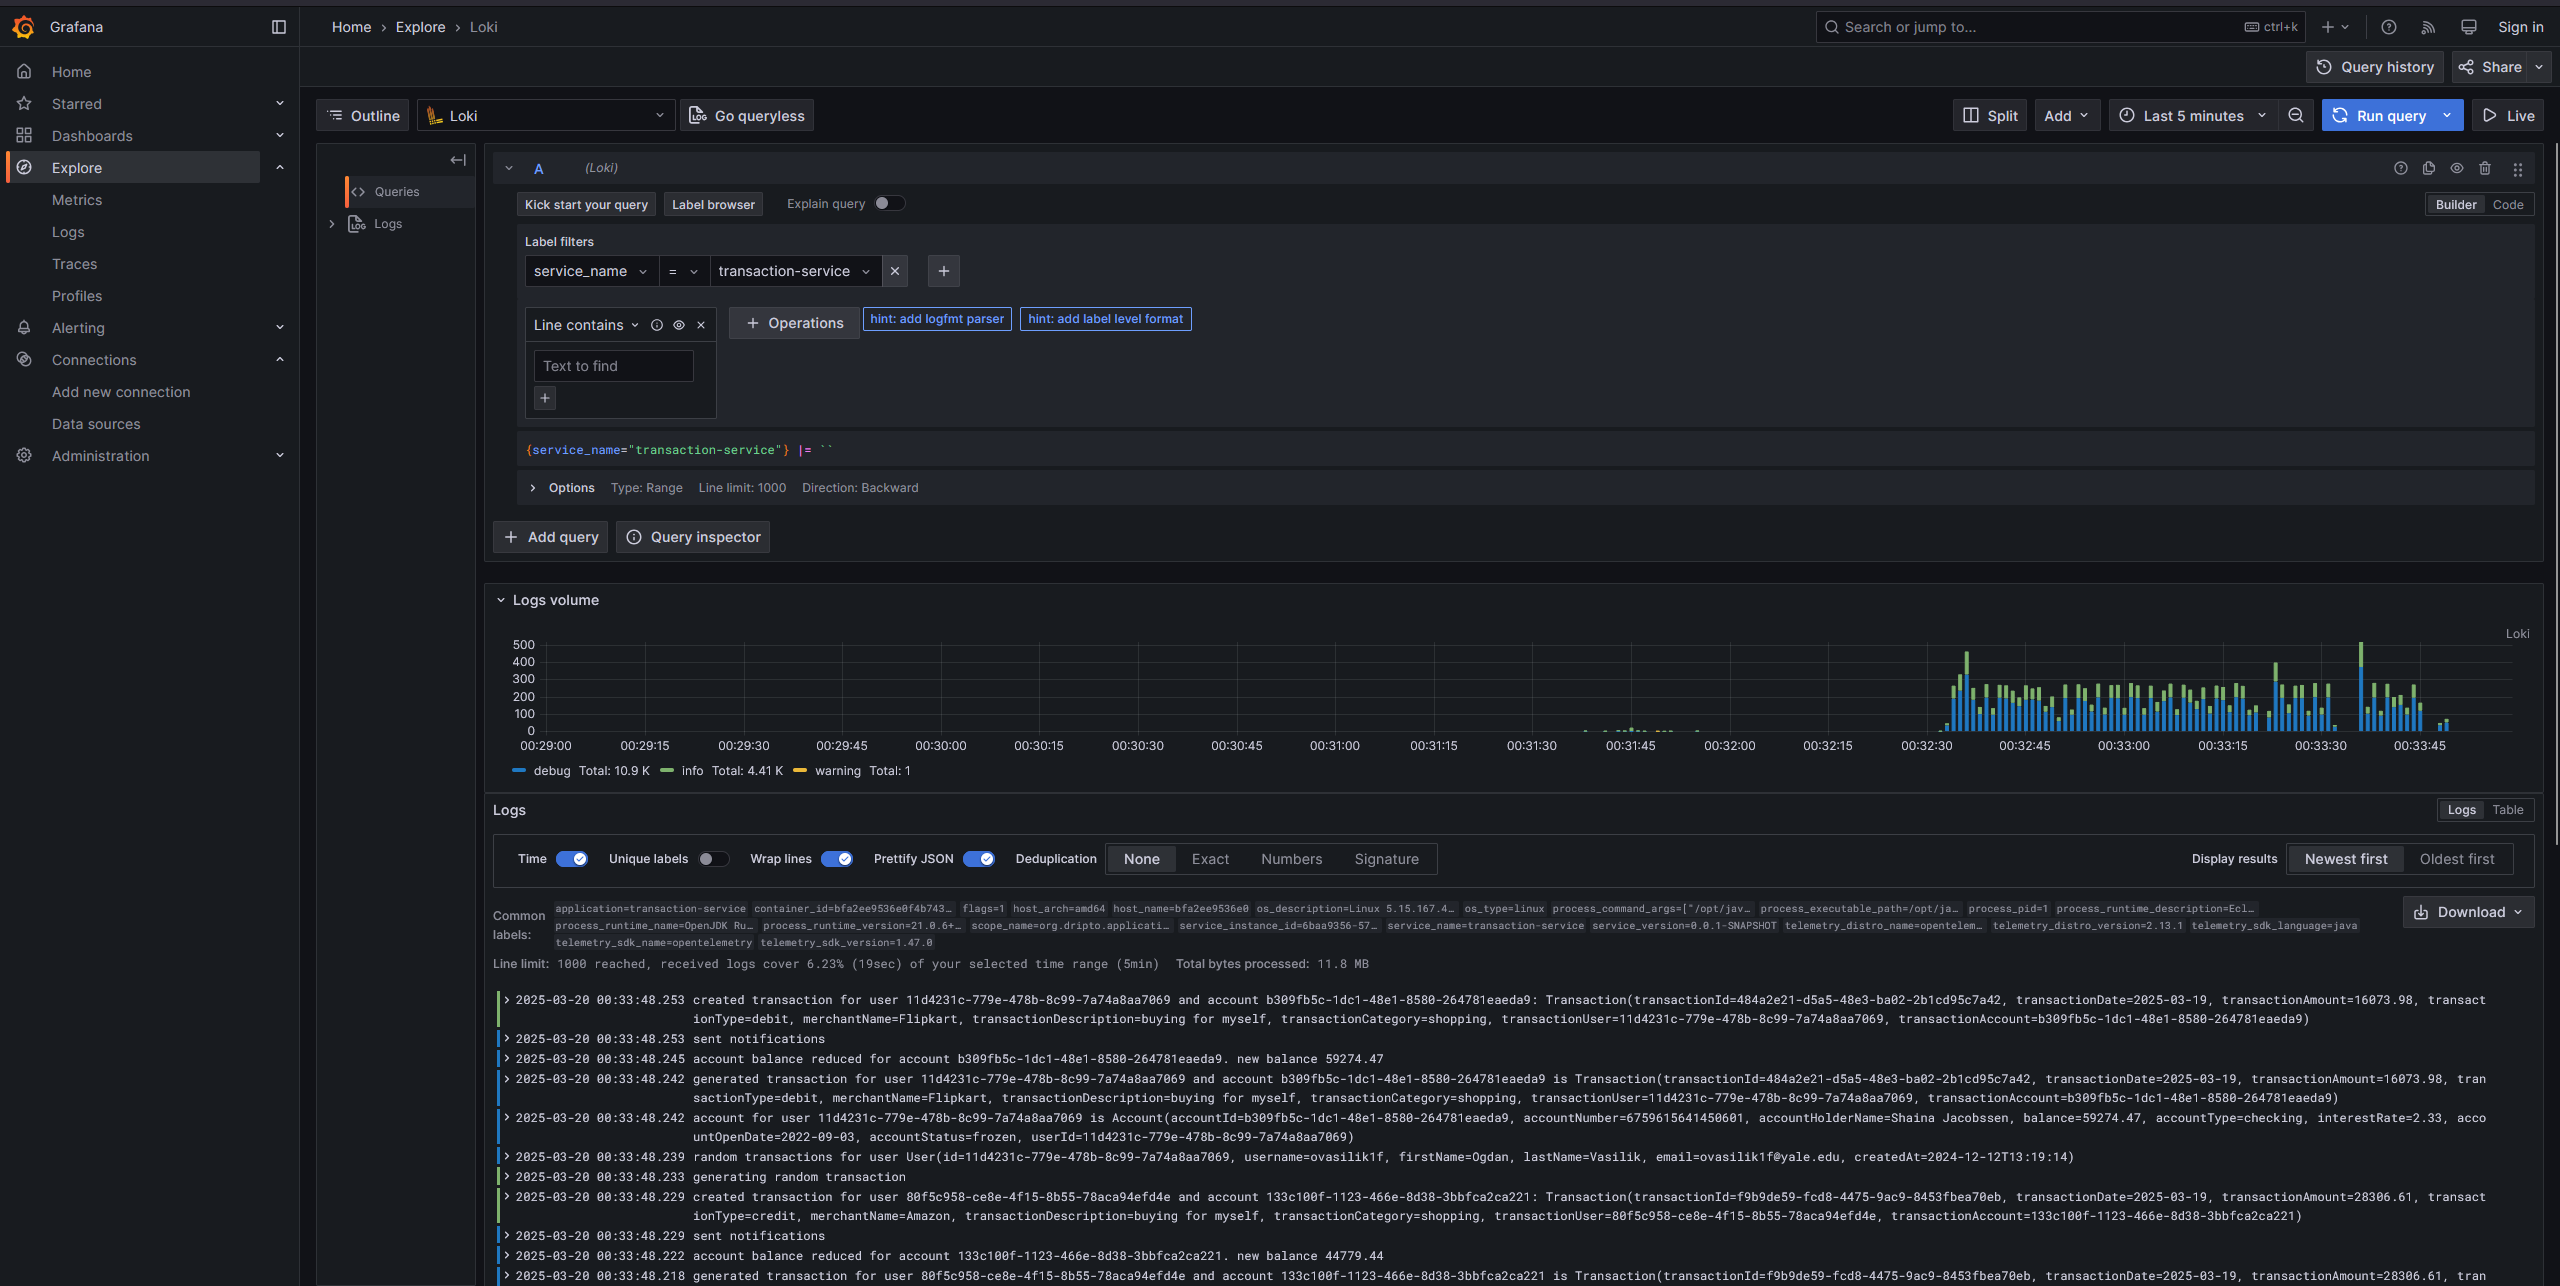 Grafana
Home › Explore › Loki
Search or jump to...
ctrl+k
Sign in
Home
Starred
Dashboards
Explore
Metrics
Logs
Traces
Profiles
Alerting
Connections
Add new connection
Data sources
Administration
Query history
Share
Outline
Loki
Go queryless
Split
Add
Last 5 minutes
Run query
Live
Queries
Logs
A (Loki)
Kick start your query
Label browser
Explain query
Builder
Code
Label filters
service_name = transaction-service
Line contains
Text to find
Operations
hint: add logfmt parser
hint: add label level format
{service_name="transaction-service"} |= ``
Options Type: Range Line limit: 1000 Direction: Backward
Add query
Query inspector
Logs volume
Loki
500
400
300
200
100
0
00:29:00 00:29:15 00:29:30 00:29:45 00:30:00 00:30:15 00:30:30 00:30:45 00:31:00 00:31:15 00:31:30 00:31:45 00:32:00 00:32:15 00:32:30 00:32:45 00:33:00 00:33:15 00:33:30 00:33:45
debug Total: 10.9 K info Total: 4.41 K warning Total: 1
Logs
Logs Table
Time Unique labels Wrap lines Prettify JSON Deduplication None Exact Numbers Signature
Display results Newest first Oldest first
Common labels:
application=transaction-service container_id=bfa2ee9536e0f4b743… flags=1 host_arch=amd64 host_name=bfa2ee9536e0 os_description=Linux 5.15.167.4… os_type=linux process_command_args=["/opt/jav… process_executable_path=/opt/ja… process_pid=1 process_runtime_description=Ecl…
process_runtime_name=OpenJDK Ru… process_runtime_version=21.0.6+… scope_name=org.dripto.applicati… service_instance_id=6baa9356-57… service_name=transaction-service service_version=0.0.1-SNAPSHOT telemetry_distro_name=opentelem… telemetry_distro_version=2.13.1 telemetry_sdk_language=java
telemetry_sdk_name=opentelemetry telemetry_sdk_version=1.47.0
Download
Line limit: 1000 reached, received logs cover 6.23% (19sec) of your selected time range (5min) Total bytes processed: 11.8 MB
2025-03-20 00:33:48.253 created transaction for user 11d4231c-779e-478b-8c99-7a74a8aa7069 and account b309fb5c-1dc1-48e1-8580-264781eaeda9: Transaction(transactionId=484a2e21-d5a5-48e3-ba02-2b1cd95c7a42, transactionDate=2025-03-19, transactionAmount=16073.98, transact
ionType=debit, merchantName=Flipkart, transactionDescription=buying for myself, transactionCategory=shopping, transactionUser=11d4231c-779e-478b-8c99-7a74a8aa7069, transactionAccount=b309fb5c-1dc1-48e1-8580-264781eaeda9)
2025-03-20 00:33:48.253 sent notifications
2025-03-20 00:33:48.245 account balance reduced for account b309fb5c-1dc1-48e1-8580-264781eaeda9. new balance 59274.47
2025-03-20 00:33:48.242 generated transaction for user 11d4231c-779e-478b-8c99-7a74a8aa7069 and account b309fb5c-1dc1-48e1-8580-264781eaeda9 is Transaction(transactionId=484a2e21-d5a5-48e3-ba02-2b1cd95c7a42, transactionDate=2025-03-19, transactionAmount=16073.98, tran
sactionType=debit, merchantName=Flipkart, transactionDescription=buying for myself, transactionCategory=shopping, transactionUser=11d4231c-779e-478b-8c99-7a74a8aa7069, transactionAccount=b309fb5c-1dc1-48e1-8580-264781eaeda9)
2025-03-20 00:33:48.242 account for user 11d4231c-779e-478b-8c99-7a74a8aa7069 is Account(accountId=b309fb5c-1dc1-48e1-8580-264781eaeda9, accountNumber=6759615641450601, accountHolderName=Shaina Jacobssen, balance=59274.47, accountType=checking, interestRate=2.33, acco
untOpenDate=2022-09-03, accountStatus=frozen, userId=11d4231c-779e-478b-8c99-7a74a8aa7069)
2025-03-20 00:33:48.239 random transactions for user User(id=11d4231c-779e-478b-8c99-7a74a8aa7069, username=ovasilik1f, firstName=Ogdan, lastName=Vasilik, email=ovasilik1f@yale.edu, createdAt=2024-12-12T13:19:14)
2025-03-20 00:33:48.233 generating random transaction
2025-03-20 00:33:48.229 created transaction for user 80f5c958-ce8e-4f15-8b55-78aca94efd4e and account 133c100f-1123-466e-8d38-3bbfca2ca221: Transaction(transactionId=f9b9de59-fcd8-4475-9ac9-8453fbea70eb, transactionDate=2025-03-19, transactionAmount=28306.61, transact
ionType=credit, merchantName=Amazon, transactionDescription=buying for myself, transactionCategory=shopping, transactionUser=80f5c958-ce8e-4f15-8b55-78aca94efd4e, transactionAccount=133c100f-1123-466e-8d38-3bbfca2ca221)
2025-03-20 00:33:48.229 sent notifications
2025-03-20 00:33:48.222 account balance reduced for account 133c100f-1123-466e-8d38-3bbfca2ca221. new balance 44779.44
2025-03-20 00:33:48.218 generated transaction for user 80f5c958-ce8e-4f15-8b55-78aca94efd4e and account 133c100f-1123-466e-8d38-3bbfca2ca221 is Transaction(transactionId=f9b9de59-fcd8-4475-9ac9-8453fbea70eb, transactionDate=2025-03-19, transactionAmount=28306.61, tran